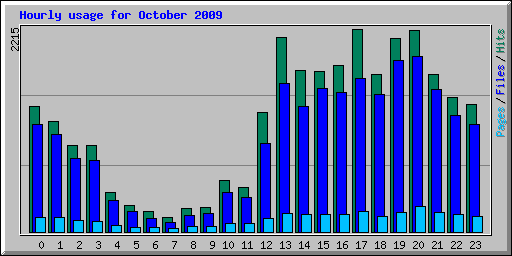 Hourly usage for October 2009
2215
Pages/Files/Hits
0 1 2 3 4 5 6 7 8 9 10 11 12 13 14 15 16 17 18 19 20 21 22 23